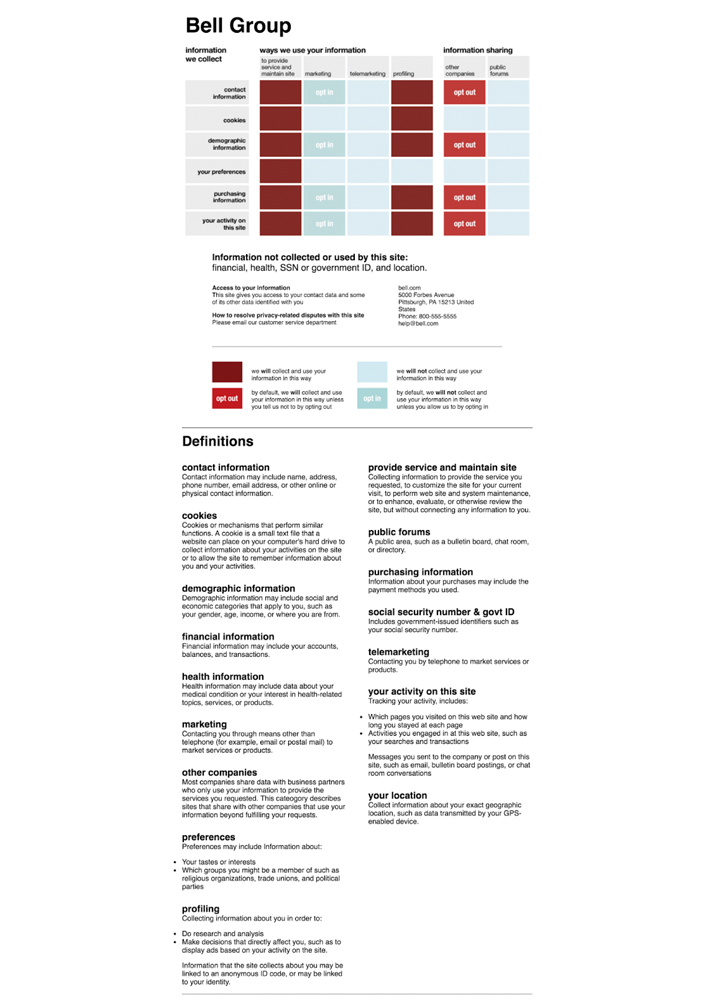 Bell Group
information we collect
ways we use your information
information sharing
to provide service and maintain site
marketing
telemarketing
profiling
other companies
public forums
contact information
opt in
opt out
cookies
demographic information
opt in
opt out
your preferences
purchasing information
opt in
opt out
your activity on this site
opt in
opt out
Information not collected or used by this site:
financial, health, SSN or government ID, and location.
Access to your information
This site gives you access to your contact data and some
of its other data identified with you
How to resolve privacy-related disputes with this site
Please email our customer service department
bell.com
5000 Forbes Avenue
Pittsburgh, PA 15213 United
States
Phone: 800-555-5555
help@bell.com
we will collect and use your
information in this way
we will not collect and use your
information in this way
opt out
by default, we will collect and use
your information in this way unless
you tell us not to by opting out
opt in
by default, we will not collect and
use your information in this way
unless you allow us to by opting in
Definitions
contact information
Contact information may include name, address,
phone number, email address, or other online or
physical contact information.
cookies
Cookies or mechanisms that perform similar
functions. A cookie is a small text file that a
website can place on your computer's hard drive to
collect information about your activities on the site
or to allow the site to remember information about
you and your activities.
demographic information
Demographic information may include social and
economic categories that apply to you, such as
your gender, age, income, or where you are from.
financial information
Financial information may include your accounts,
balances, and transactions.
health information
Health information may include data about your
medical condition or your interest in health-related
topics, services, or products.
marketing
Contacting you through means other than
telephone (for example, email or postal mail) to
market services or products.
other companies
Most companies share data with business partners
who only use your information to provide the
services you requested. This cateogory describes
sites that share with other companies that use your
information beyond fulfilling your requests.
preferences
Preferences may include Information about:
• Your tastes or interests
• Which groups you might be a member of such as
religious organizations, trade unions, and political
parties
profiling
Collecting information about you in order to:
• Do research and analysis
• Make decisions that directly affect you, such as to
display ads based on your activity on the site.
Information that the site collects about you may be
linked to an anonymous ID code, or may be linked
to your identity.
provide service and maintain site
Collecting information to provide the service you
requested, to customize the site for your current
visit, to perform web site and system maintenance,
or to enhance, evaluate, or otherwise review the
site, but without connecting any information to you.
public forums
A public area, such as a bulletin board, chat room,
or directory.
purchasing information
Information about your purchases may include the
payment methods you used.
social security number & govt ID
Includes government-issued identifiers such as
your social security number.
telemarketing
Contacting you by telephone to market services or
products.
your activity on this site
Tracking your activity, includes:
• Which pages you visited on this web site and how
long you stayed at each page
• Activities you engaged in at this web site, such as
your searches and transactions
Messages you sent to the company or post on this
site, such as email, bulletin board postings, or chat
room conversations
your location
Collect information about your exact geographic
location, such as data transmitted by your GPS-
enabled device.